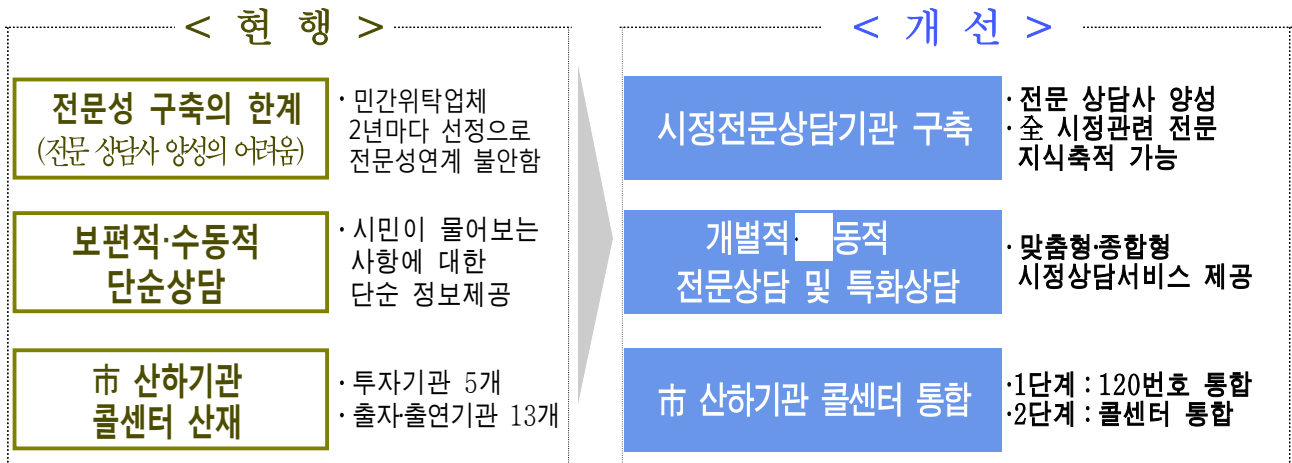 < 현 행 >
전문성 구축의 한계
(전문 상담사 양성의 어려움)
· 민간위탁업체
2년마다 선정으로
전문성연계 불안함
보편적·수동적
단순상담
· 시민이 물어보는
사항에 대한
단순 정보제공
市 산하기관
콜센터 산재
· 투자기관 5개
· 출자·출연기관 13개
< 개 선 >
시정전문상담기관 구축
· 전문 상담사 양성
· 全 시정관련 전문
지식축적 가능
개별적· 동적
전문상담 및 특화상담
· 맞춤형·종합형
시정상담서비스 제공
市 산하기관 콜센터 통합
·1단계 : 120번호 통합
·2단계 : 콜센터 통합